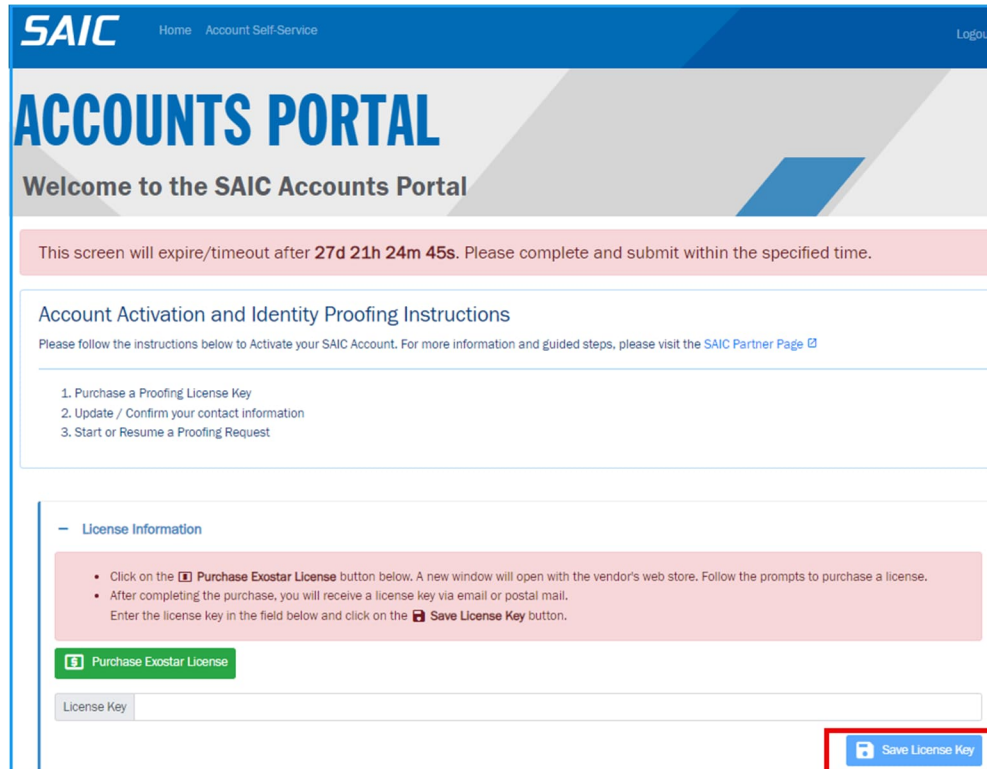 SAIC Home Account Self-Service Logou
ACCOUNTS PORTAL
Welcome to the SAIC Accounts Portal
This screen will expire/timeout after 27d 21h 24m 45s. Please complete and submit within the specified time.
Account Activation and Identity Proofing Instructions
Please follow the instructions below to Activate your SAIC Account. For more information and guided steps, please visit the SAIC Partner Page
1. Purchase a Proofing License Key
2. Update / Confirm your contact information
3. Start or Resume a Proofing Request
− License Information
• Click on the Purchase Exostar License button below. A new window will open with the vendor's web store. Follow the prompts to purchase a license.
• After completing the purchase, you will receive a license key via email or postal mail.
Enter the license key in the field below and click on the Save License Key button.
Purchase Exostar License
License Key
Save License Key